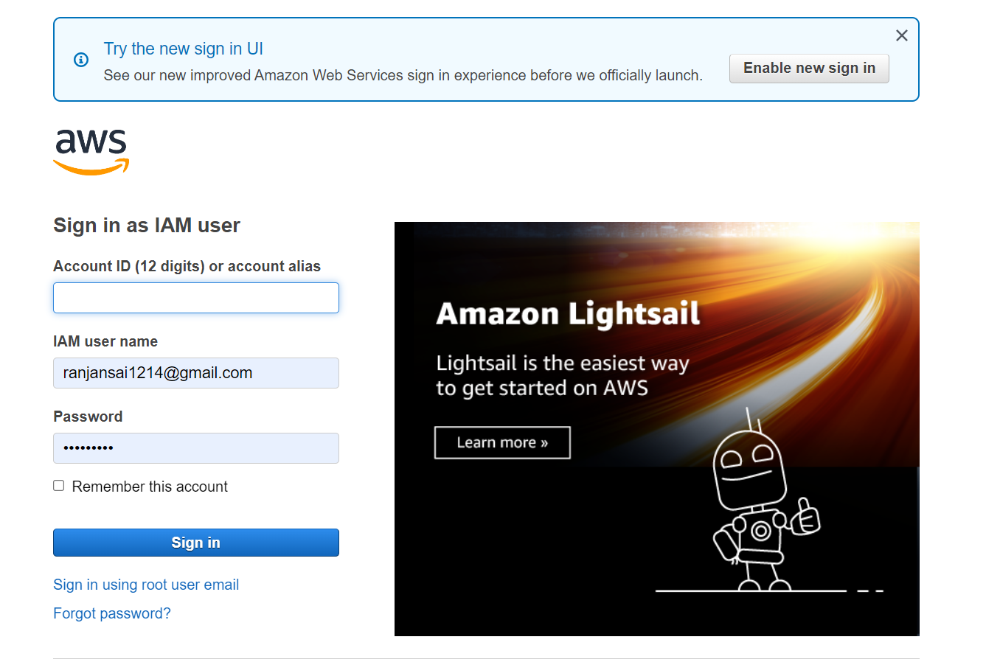 Try the new sign in UI
See our new improved Amazon Web Services sign in experience before we officially launch.
Enable new sign in
aws
Sign in as IAM user
Account ID (12 digits) or account alias
IAM user name
ranjansai1214@gmail.com
Password
•••••••••
Remember this account
Sign in
Sign in using root user email
Forgot password?
Amazon Lightsail
Lightsail is the easiest way
to get started on AWS
Learn more »